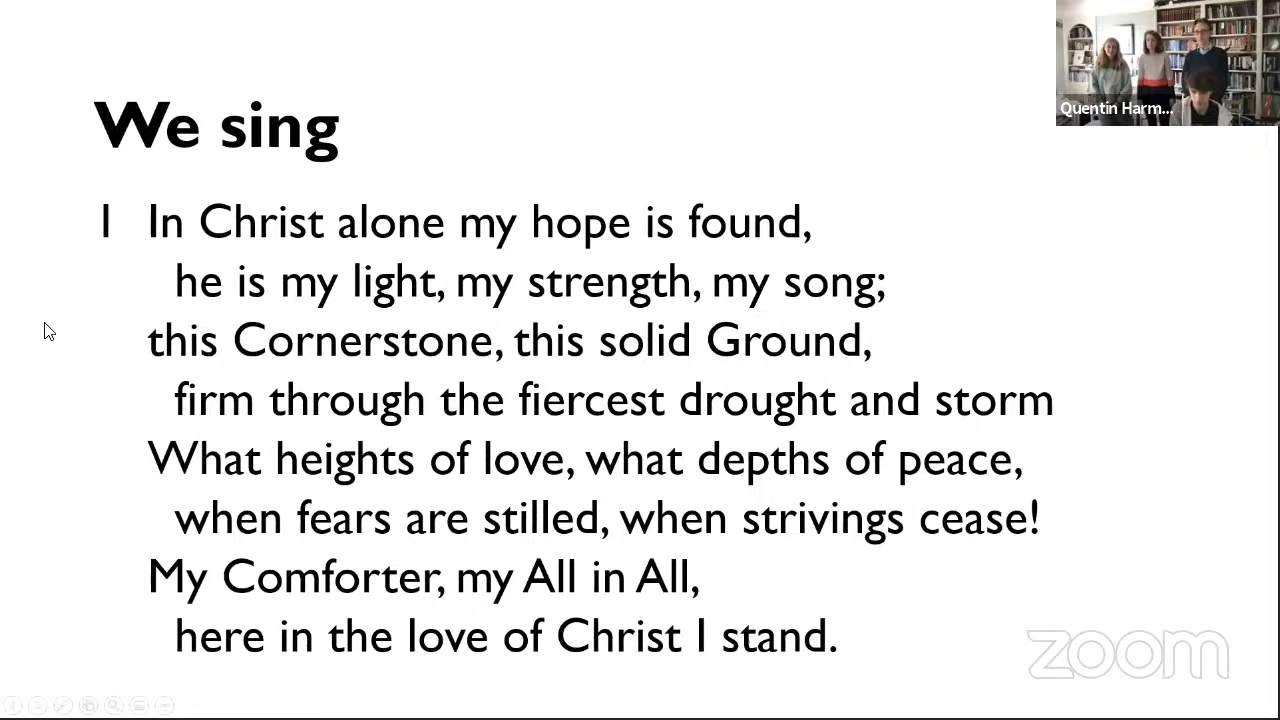 We sing
1 In Christ alone my hope is found,
he is my light, my strength, my song;
this Cornerstone, this solid Ground,
firm through the fiercest drought and storm
What heights of love, what depths of peace,
when fears are stilled, when strivings cease!
My Comforter, my All in All,
here in the love of Christ I stand.
Quentin Harm...
zoom